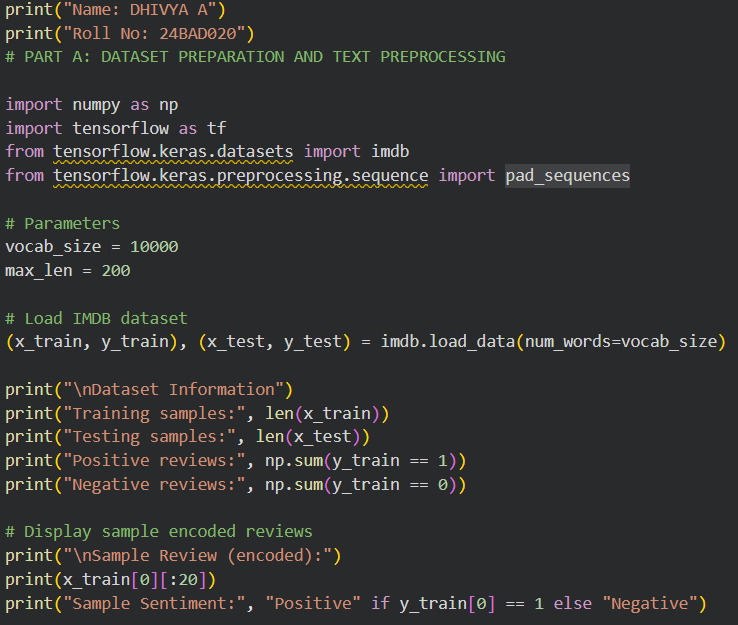 print("Name: DHIVYA A")
print("Roll No: 24BAD020")
# PART A: DATASET PREPARATION AND TEXT PREPROCESSING
import numpy as np
import tensorflow as tf
from tensorflow.keras.datasets import imdb
from tensorflow.keras.preprocessing.sequence import pad_sequences
# Parameters
vocab_size = 10000
max_len = 200
# Load IMDB dataset
(x_train, y_train), (x_test, y_test) = imdb.load_data(num_words=vocab_size)
print("\nDataset Information")
print("Training samples:", len(x_train))
print("Testing samples:", len(x_test))
print("Positive reviews:", np.sum(y_train == 1))
print("Negative reviews:", np.sum(y_train == 0))
# Display sample encoded reviews
print("\nSample Review (encoded):")
print(x_train[0][:20])
print("Sample Sentiment:", "Positive" if y_train[0] == 1 else "Negative")